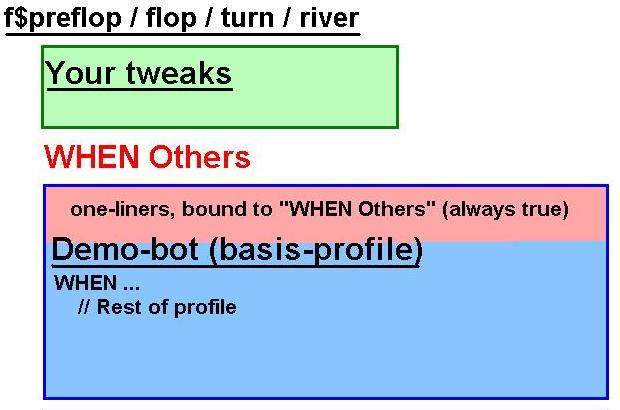 f$preflop / flop / turn / river
Your tweaks
WHEN Others
one-liners, bound to "WHEN Others" (always true)
Demo-bot (basis-profile)
WHEN ...
// Rest of profile